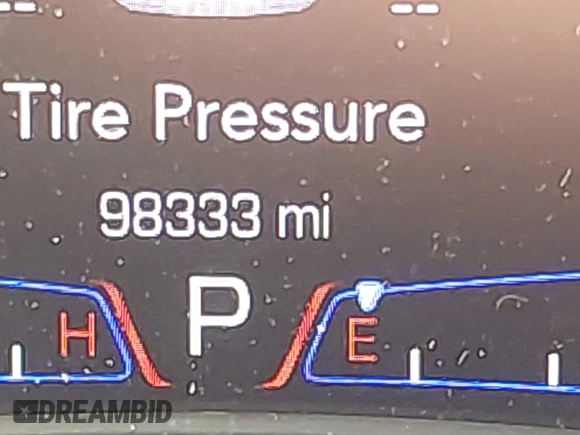 -- --
Tire Pressure
98333 mi
P
H E
DREAMBID